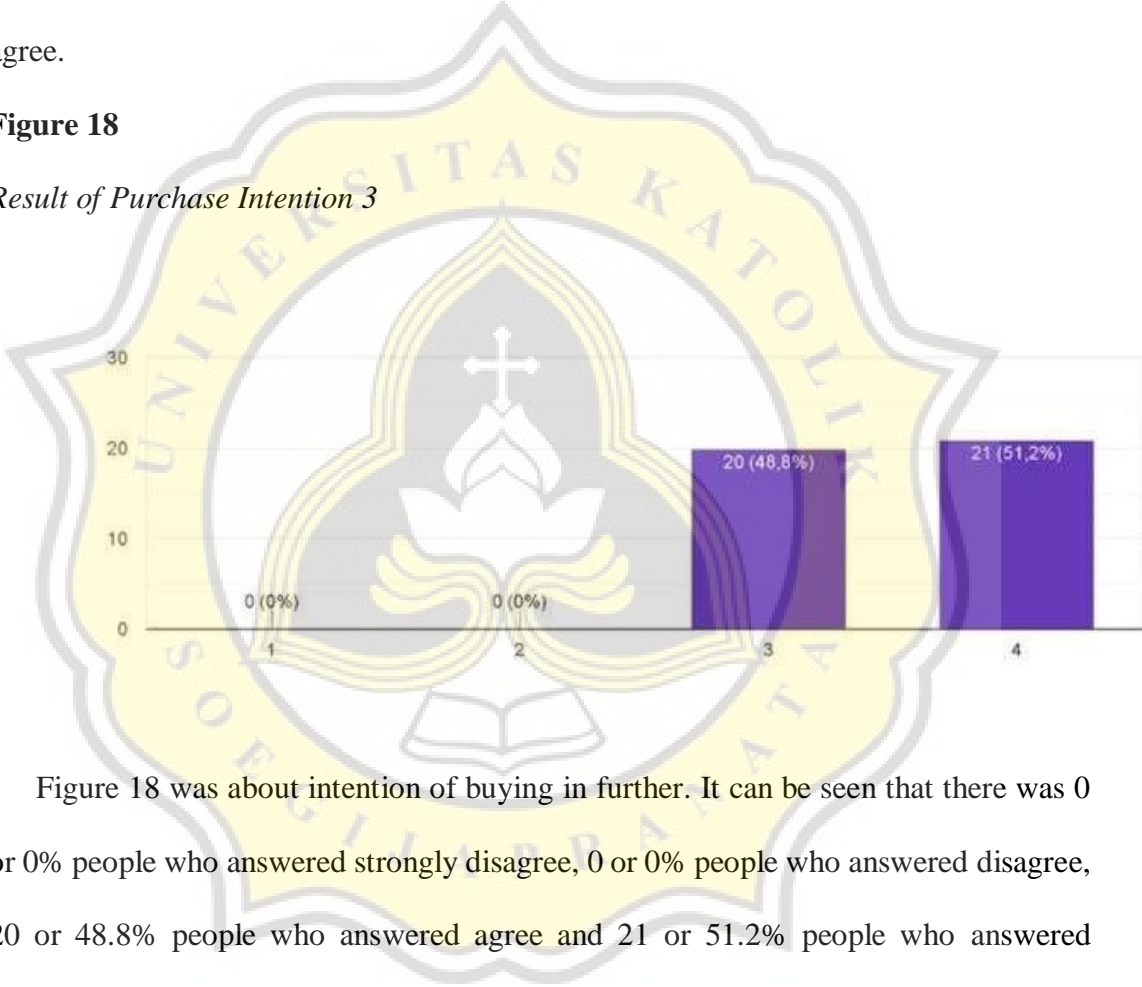 agree.
Figure 18
Result of Purchase Intention 3
UNIVERSITAS KATOLIK
30
20
10
0
0 (0%)
0 (0%)
20 (48,8%)
21 (51,2%)
1
2
3
4
SOEGIJAPRANATA
Figure 18 was about intention of buying in further. It can be seen that there was 0
or 0% people who answered strongly disagree, 0 or 0% people who answered disagree,
20 or 48.8% people who answered agree and 21 or 51.2% people who answered